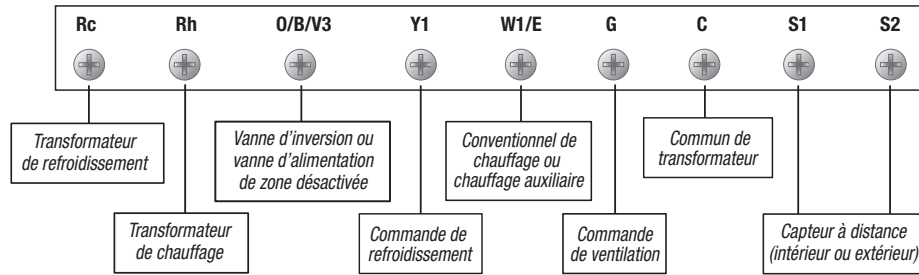 Rc Rh O/B/V3 Y1 W1/E G C S1 S2
Transformateur
de refroidissement
Vanne d'inversion ou
vanne d'alimentation
de zone désactivée
Conventionnel de
chauffage ou
chauffage auxiliaire
Commun de
transformateur
Transformateur
de chauffage
Commande de
refroidissement
Commande
de ventilation
Capteur à distance
(intérieur ou extérieur)